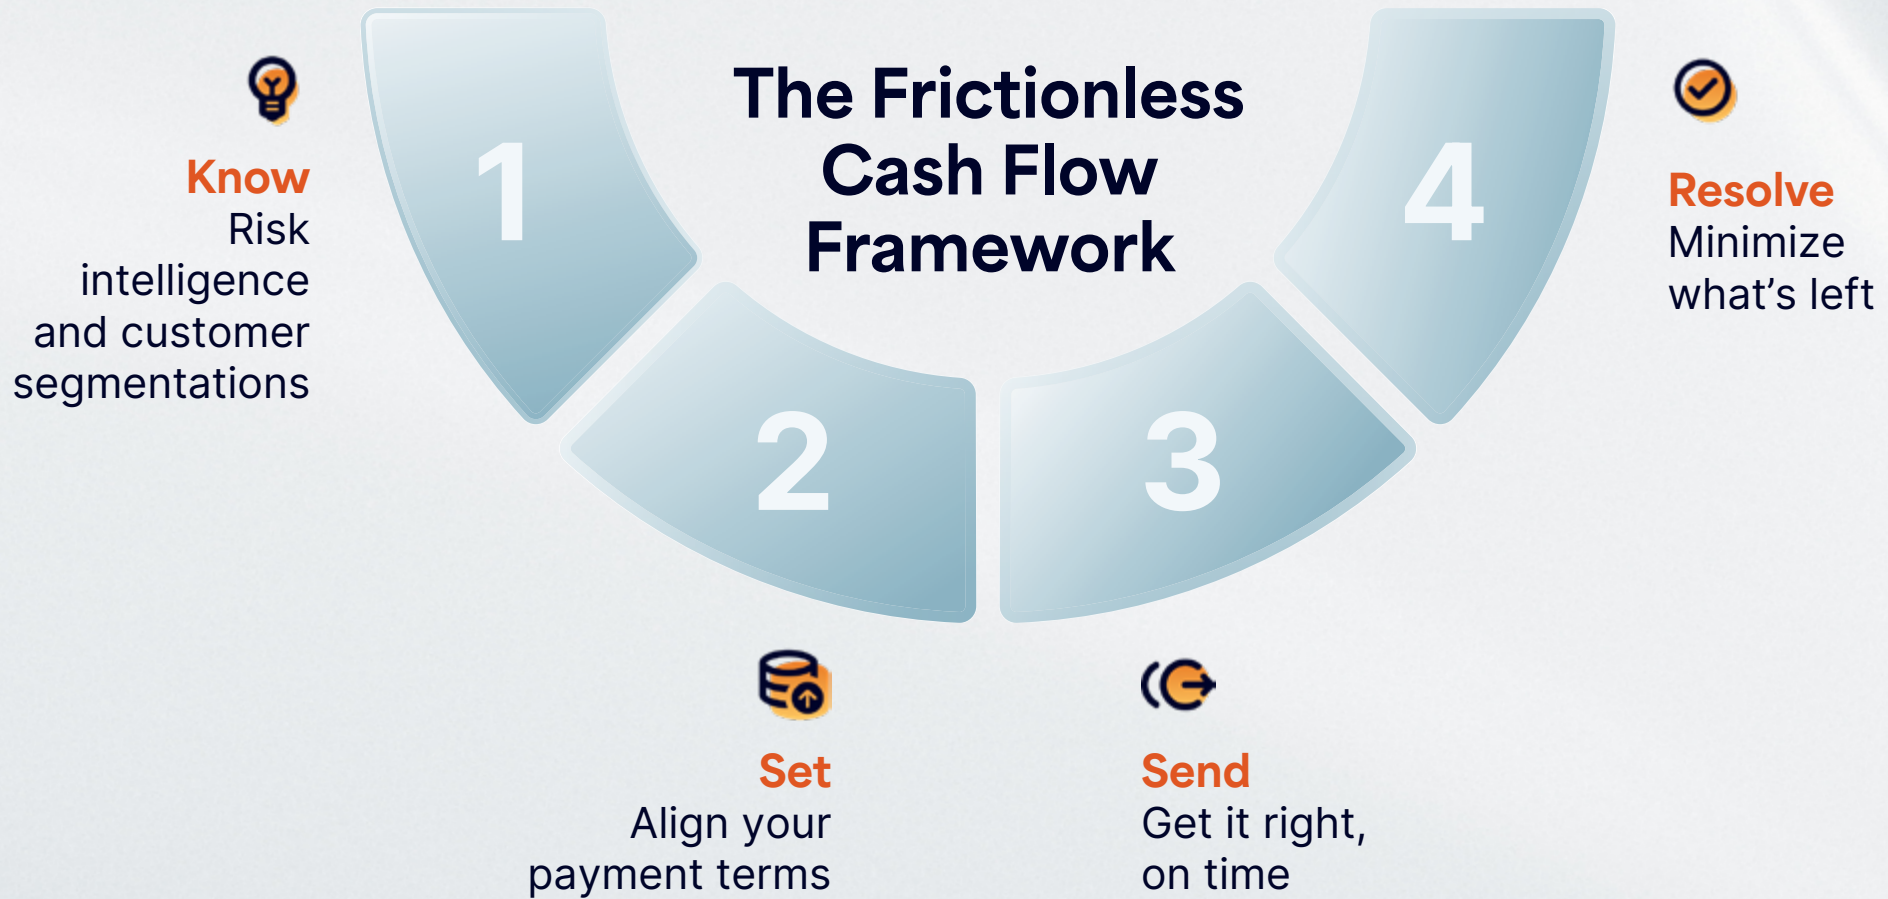 The Frictionless
Cash Flow
Framework
1
Know
Risk
intelligence
and customer
segmentations
2
Set
Align your
payment terms
3
Send
Get it right,
on time
4
Resolve
Minimize
what’s left